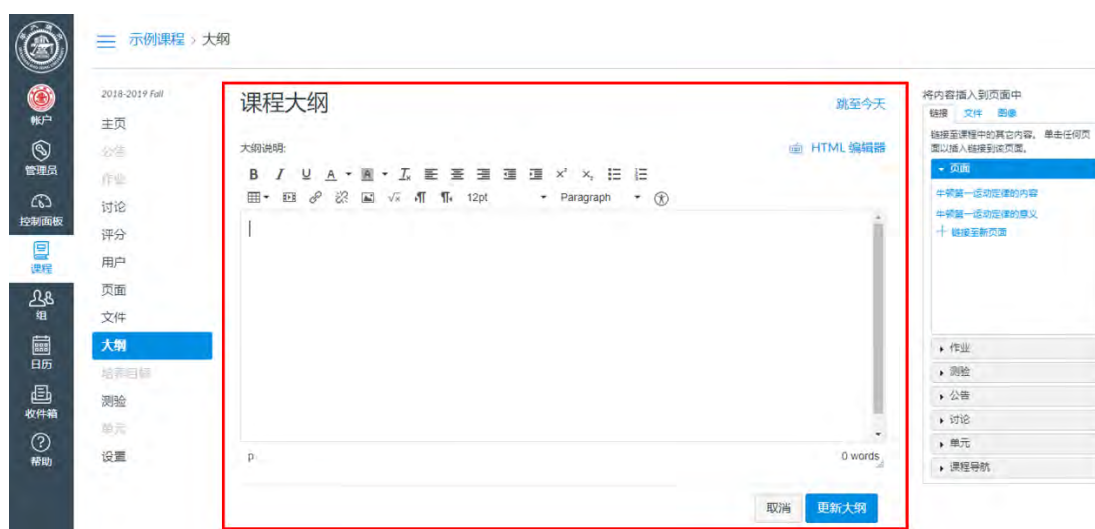 示例课程 › 大纲
帐户
管理员
控制面板
课程
组
日历
收件箱
帮助
2018-2019 Fall
主页
公告
作业
讨论
评分
用户
页面
文件
大纲
培养目标
测验
单元
设置
课程大纲
跳至今天
大纲说明:
HTML 编辑器
B I U A A
12pt Paragraph
p
0 words
取消 更新大纲
将内容插入到页面中
链接 文件 图像
链接至课程中的其它内容。 单击任何页
面以插入链接到该页面。
页面
牛顿第一运动定律的内容
牛顿第一运动定律的意义
链接至新页面
作业
测验
公告
讨论
单元
课程导航